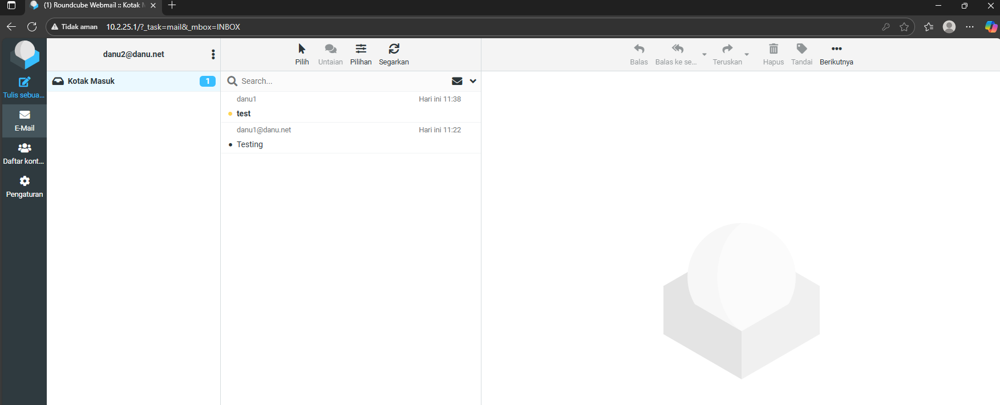 (1) Roundcube Webmail :: Kotak M
Tidak aman 10.2.25.1/?_task=mail&_mbox=INBOX
danu2@danu.net
Pilih Untaian Pilihan Segarkan
Balas Balas ke se... Teruskan Hapus Tandai Berikutnya
Tulis sebua...
E-Mail
Daftar kont...
Pengaturan
Kotak Masuk 1
Search...
danu1 Hari ini 11:38
test
danu1@danu.net Hari ini 11:22
Testing